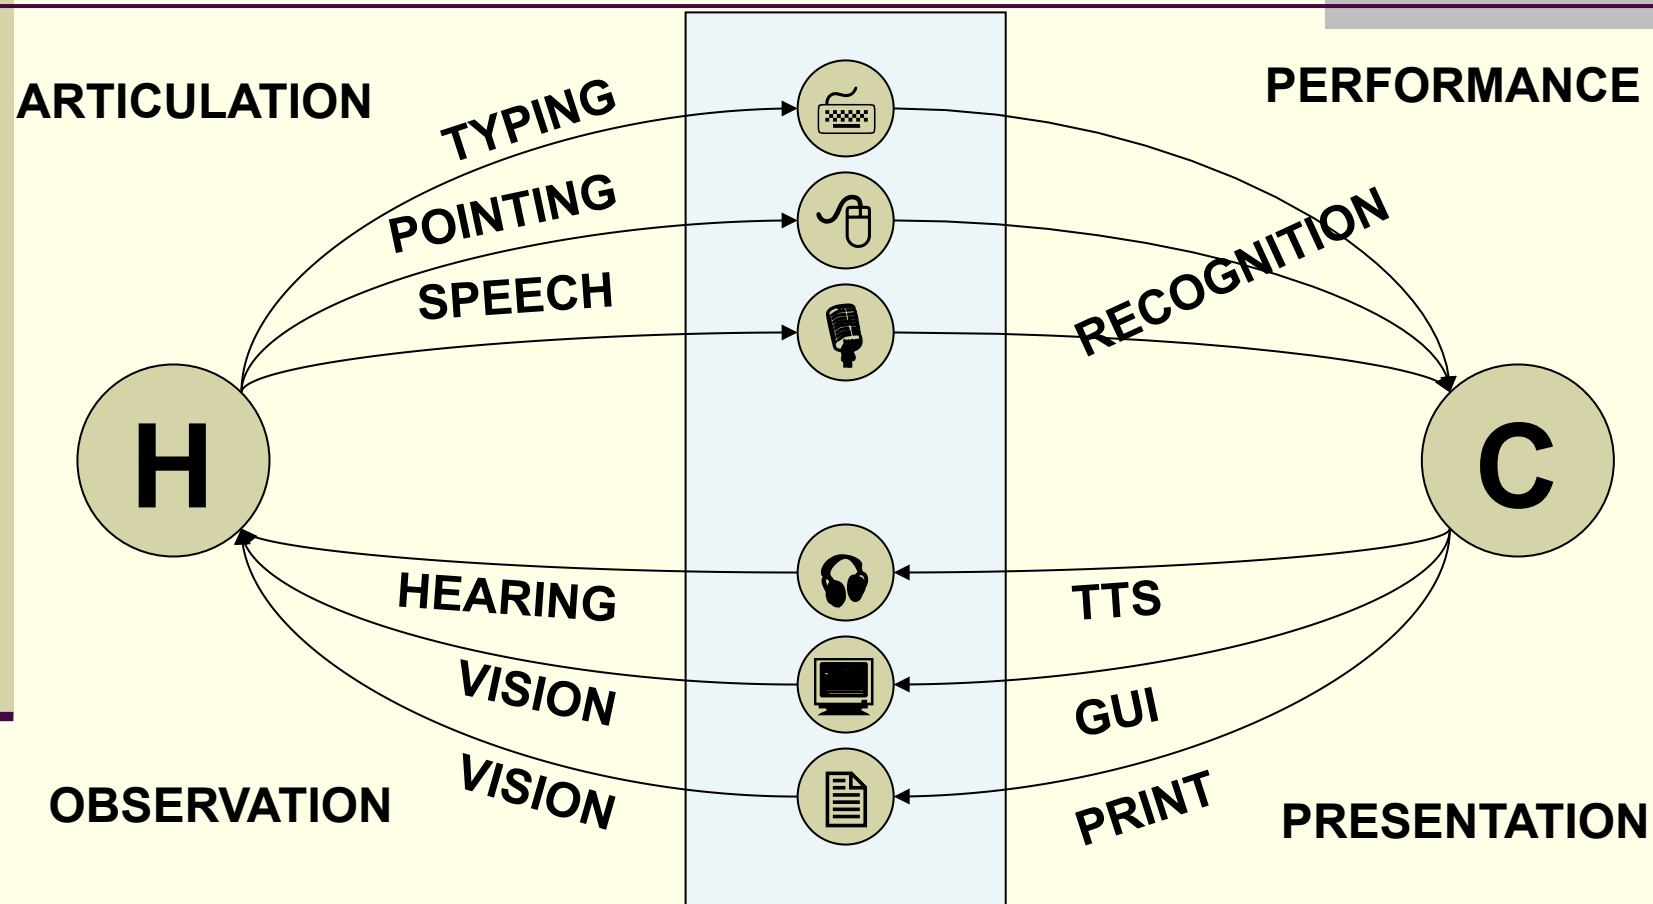 ARTICULATION
PERFORMANCE
TYPING
POINTING
RECOGNITION
SPEECH
H
C
HEARING
TTS
VISION
GUI
VISION
PRINT
OBSERVATION
PRESENTATION